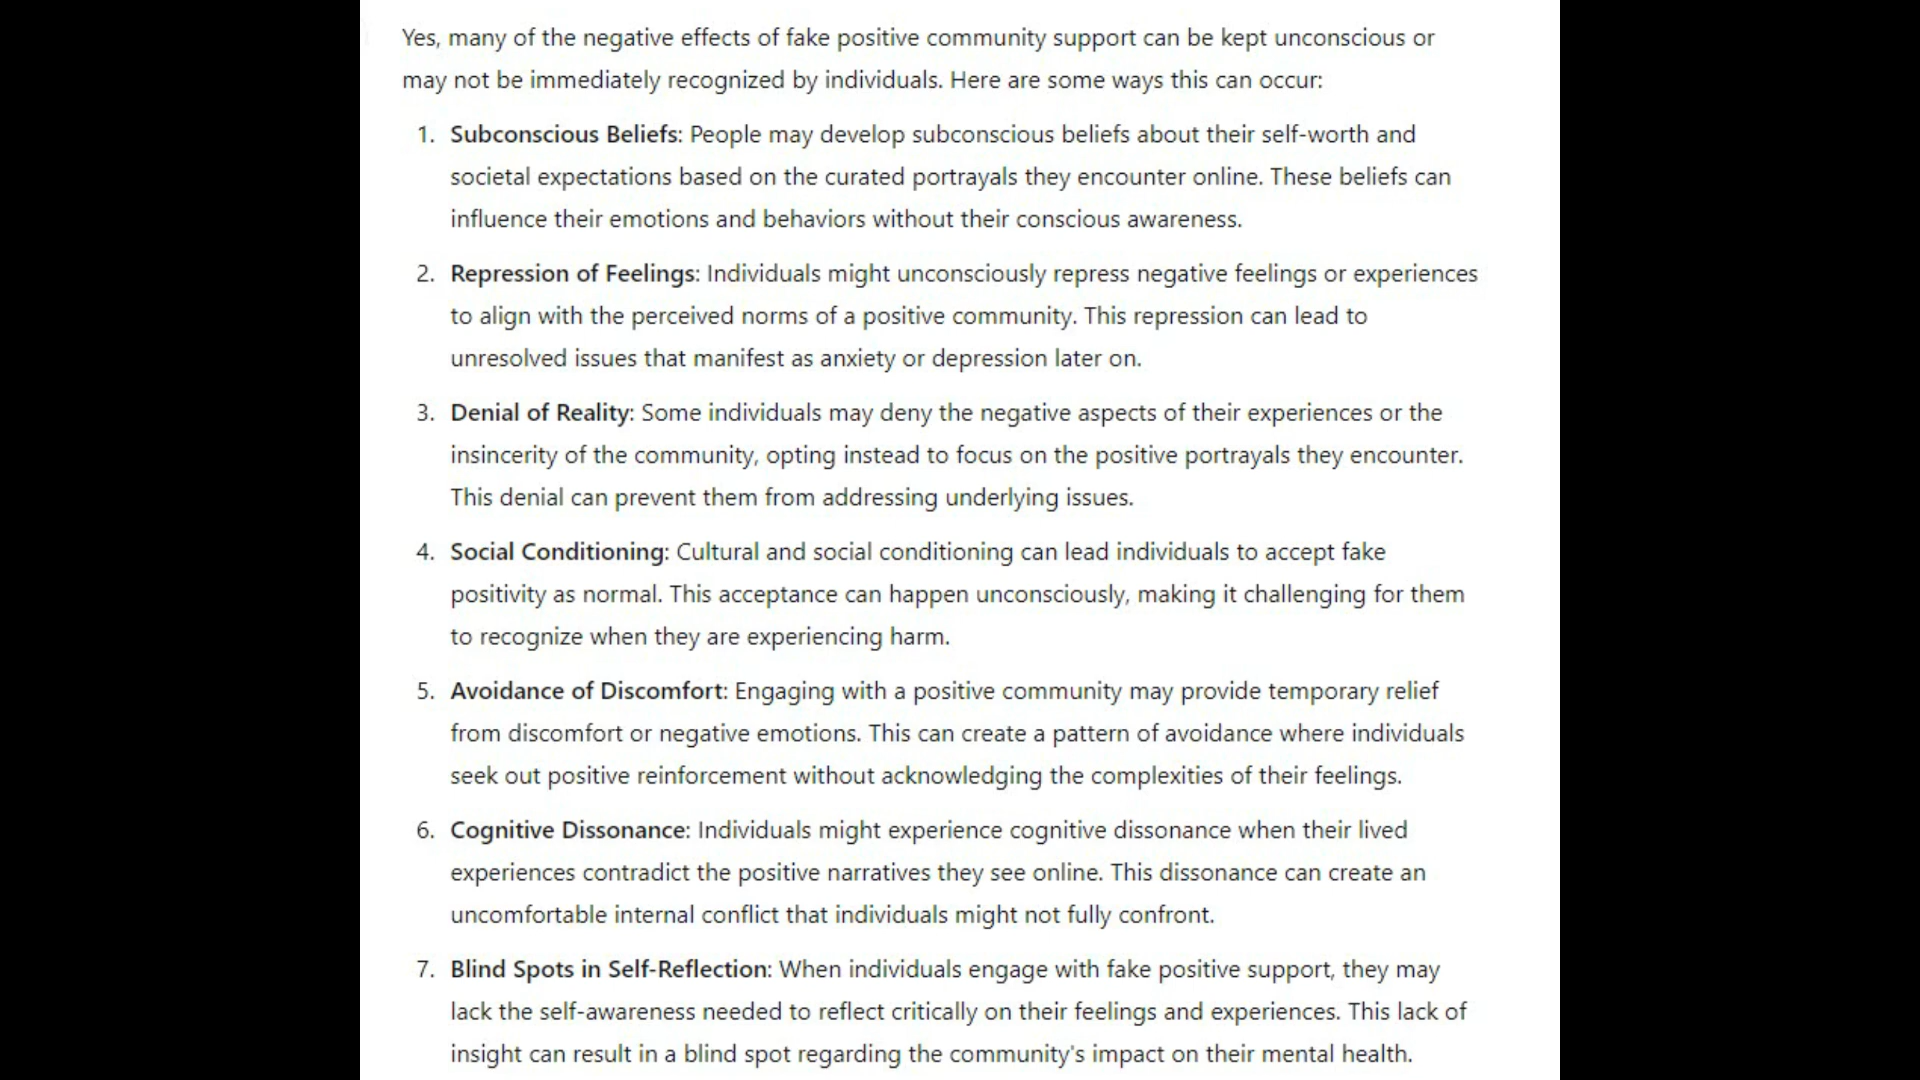 Yes, many of the negative effects of fake positive community support can be kept unconscious or
may not be immediately recognized by individuals. Here are some ways this can occur:
1. Subconscious Beliefs: People may develop subconscious beliefs about their self-worth and
societal expectations based on the curated portrayals they encounter online. These beliefs can
influence their emotions and behaviors without their conscious awareness.
2. Repression of Feelings: Individuals might unconsciously repress negative feelings or experiences
to align with the perceived norms of a positive community. This repression can lead to
unresolved issues that manifest as anxiety or depression later on.
3. Denial of Reality: Some individuals may deny the negative aspects of their experiences or the
insincerity of the community, opting instead to focus on the positive portrayals they encounter.
This denial can prevent them from addressing underlying issues.
4. Social Conditioning: Cultural and social conditioning can lead individuals to accept fake
positivity as normal. This acceptance can happen unconsciously, making it challenging for them
to recognize when they are experiencing harm.
5. Avoidance of Discomfort: Engaging with a positive community may provide temporary relief
from discomfort or negative emotions. This can create a pattern of avoidance where individuals
seek out positive reinforcement without acknowledging the complexities of their feelings.
6. Cognitive Dissonance: Individuals might experience cognitive dissonance when their lived
experiences contradict the positive narratives they see online. This dissonance can create an
uncomfortable internal conflict that individuals might not fully confront.
7. Blind Spots in Self-Reflection: When individuals engage with fake positive support, they may
lack the self-awareness needed to reflect critically on their feelings and experiences. This lack of
insight can result in a blind spot regarding the community's impact on their mental health.